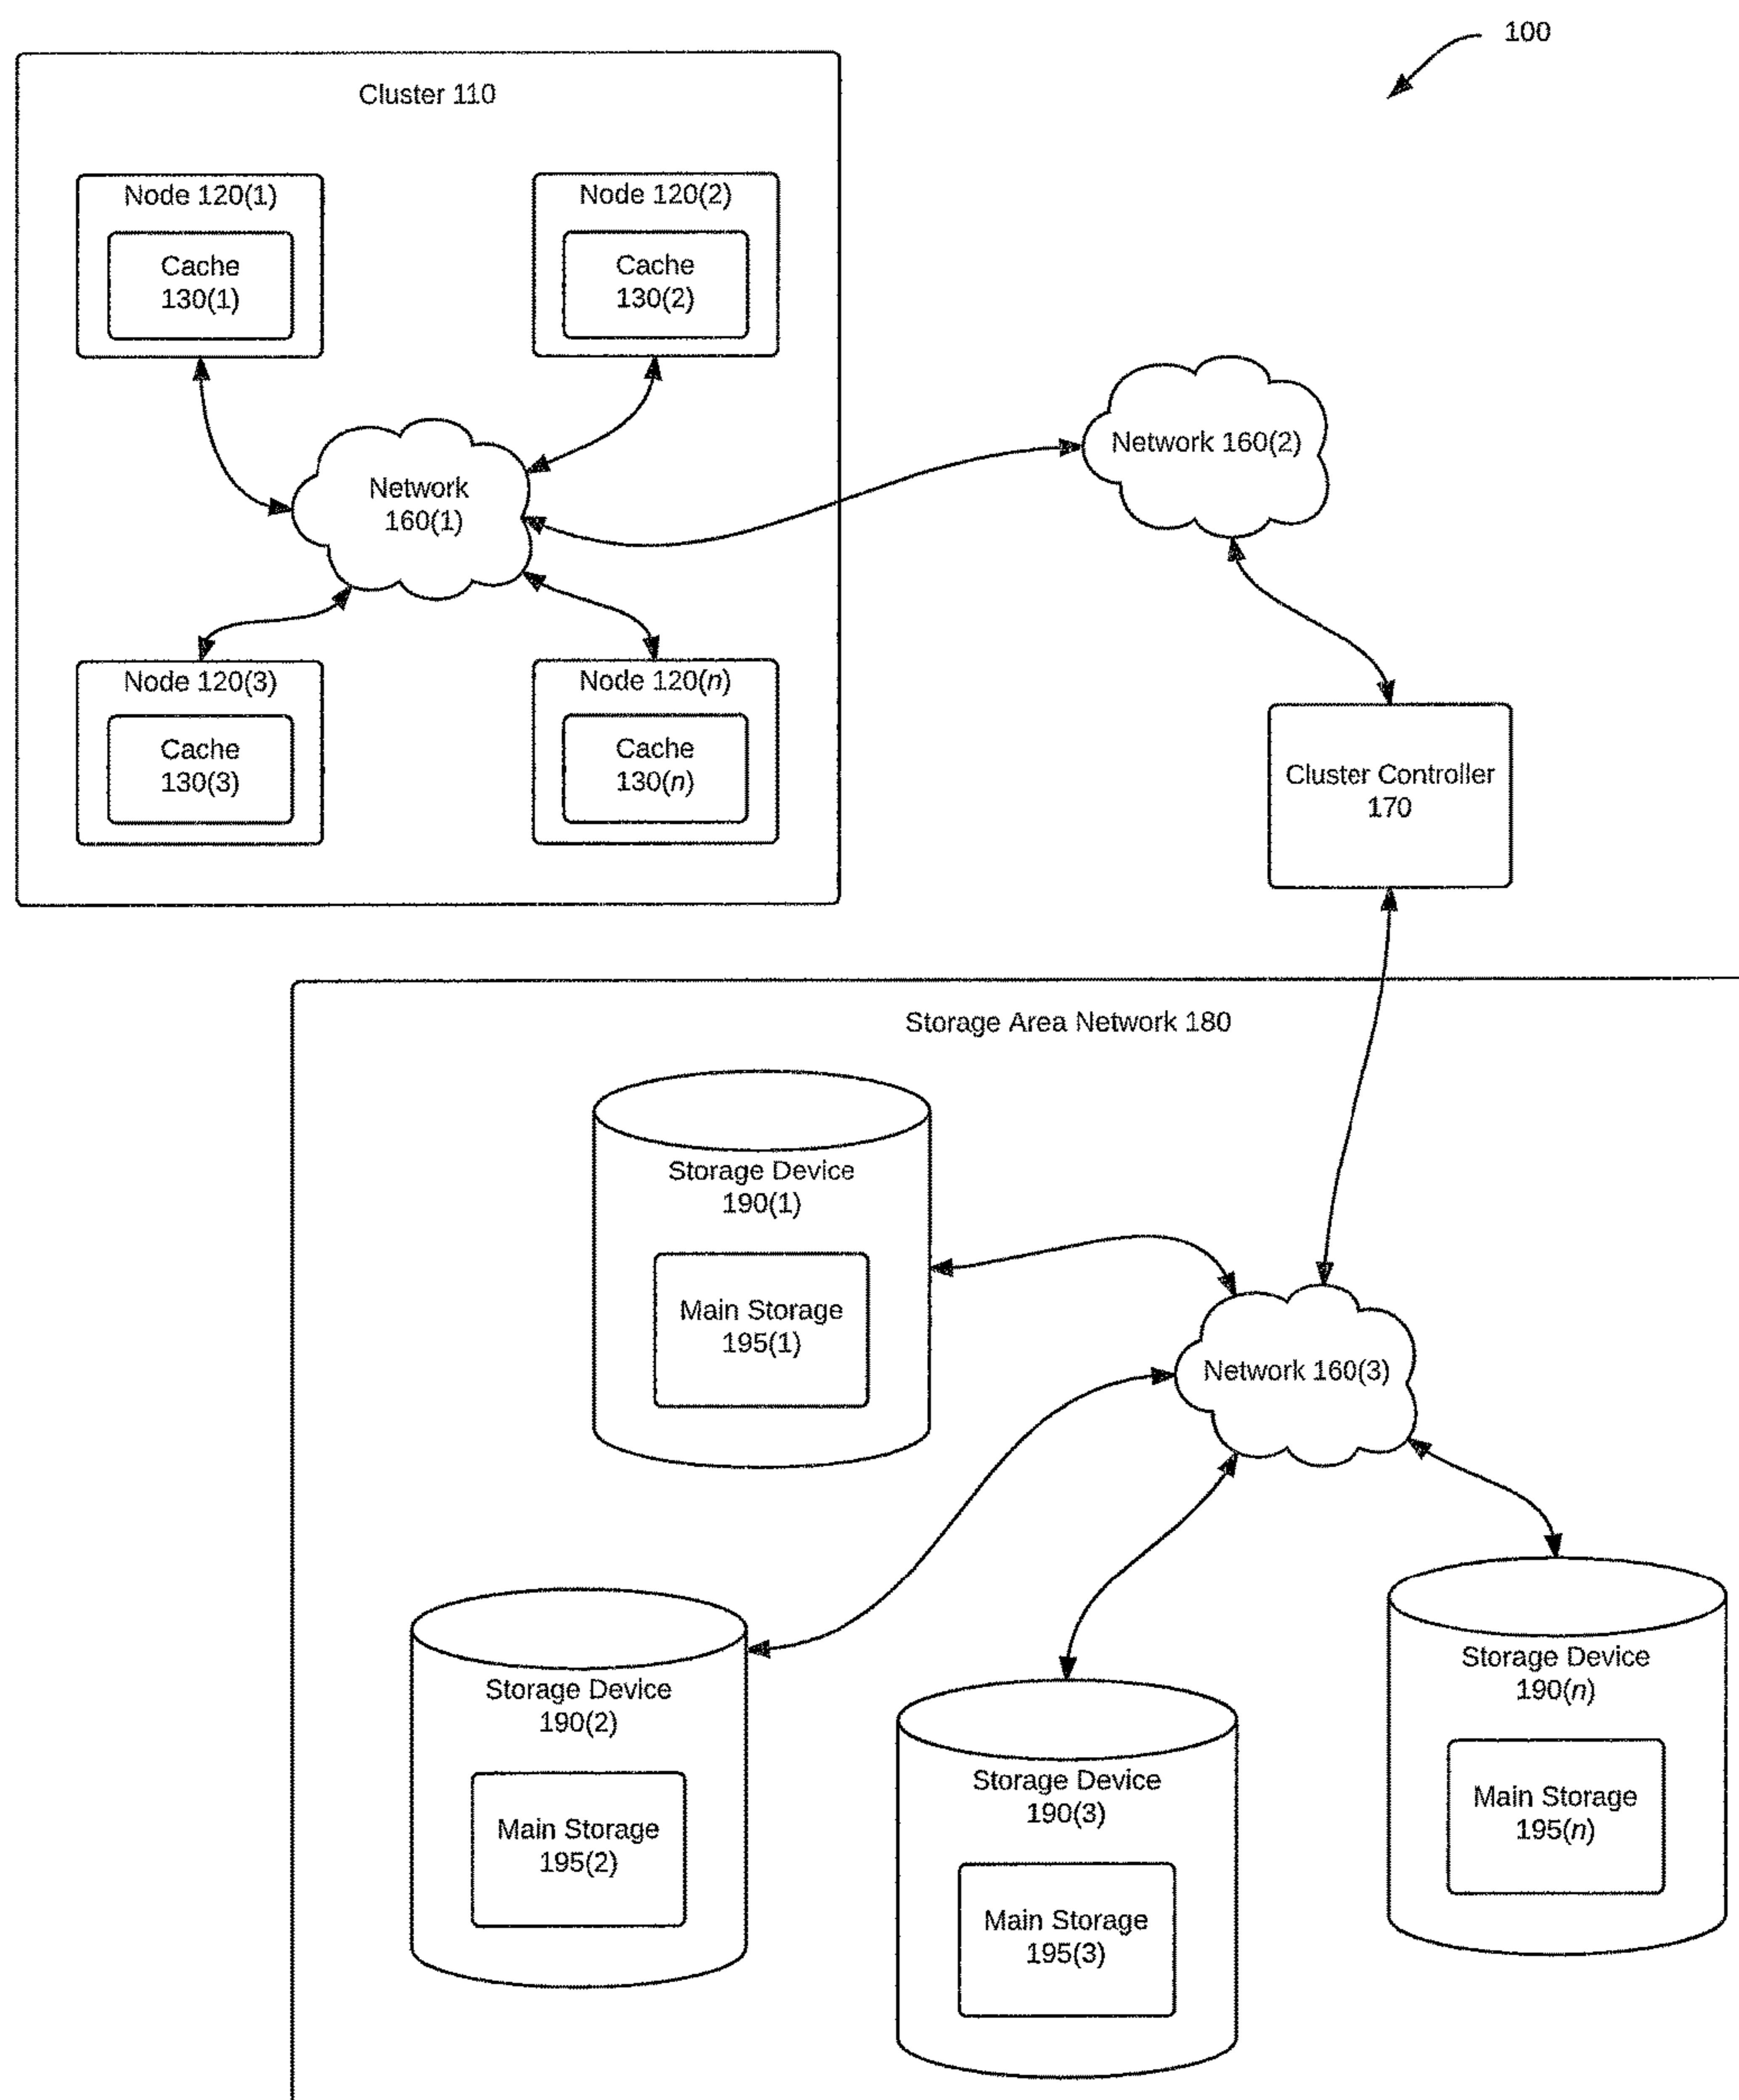 100
Cluster 110
Node 120(1)
Cache
130(1)
Node 120(2)
Cache
130(2)
Network
160(1)
Network 160(2)
Node 120(3)
Cache
130(3)
Node 120(n)
Cache
130(n)
Cluster Controller
170
Storage Area Network 180
Storage Device
190(1)
Main Storage
195(1)
Network 160(3)
Storage Device
190(2)
Main Storage
195(2)
Storage Device
190(3)
Main Storage
195(3)
Storage Device
190(n)
Main Storage
195(n)